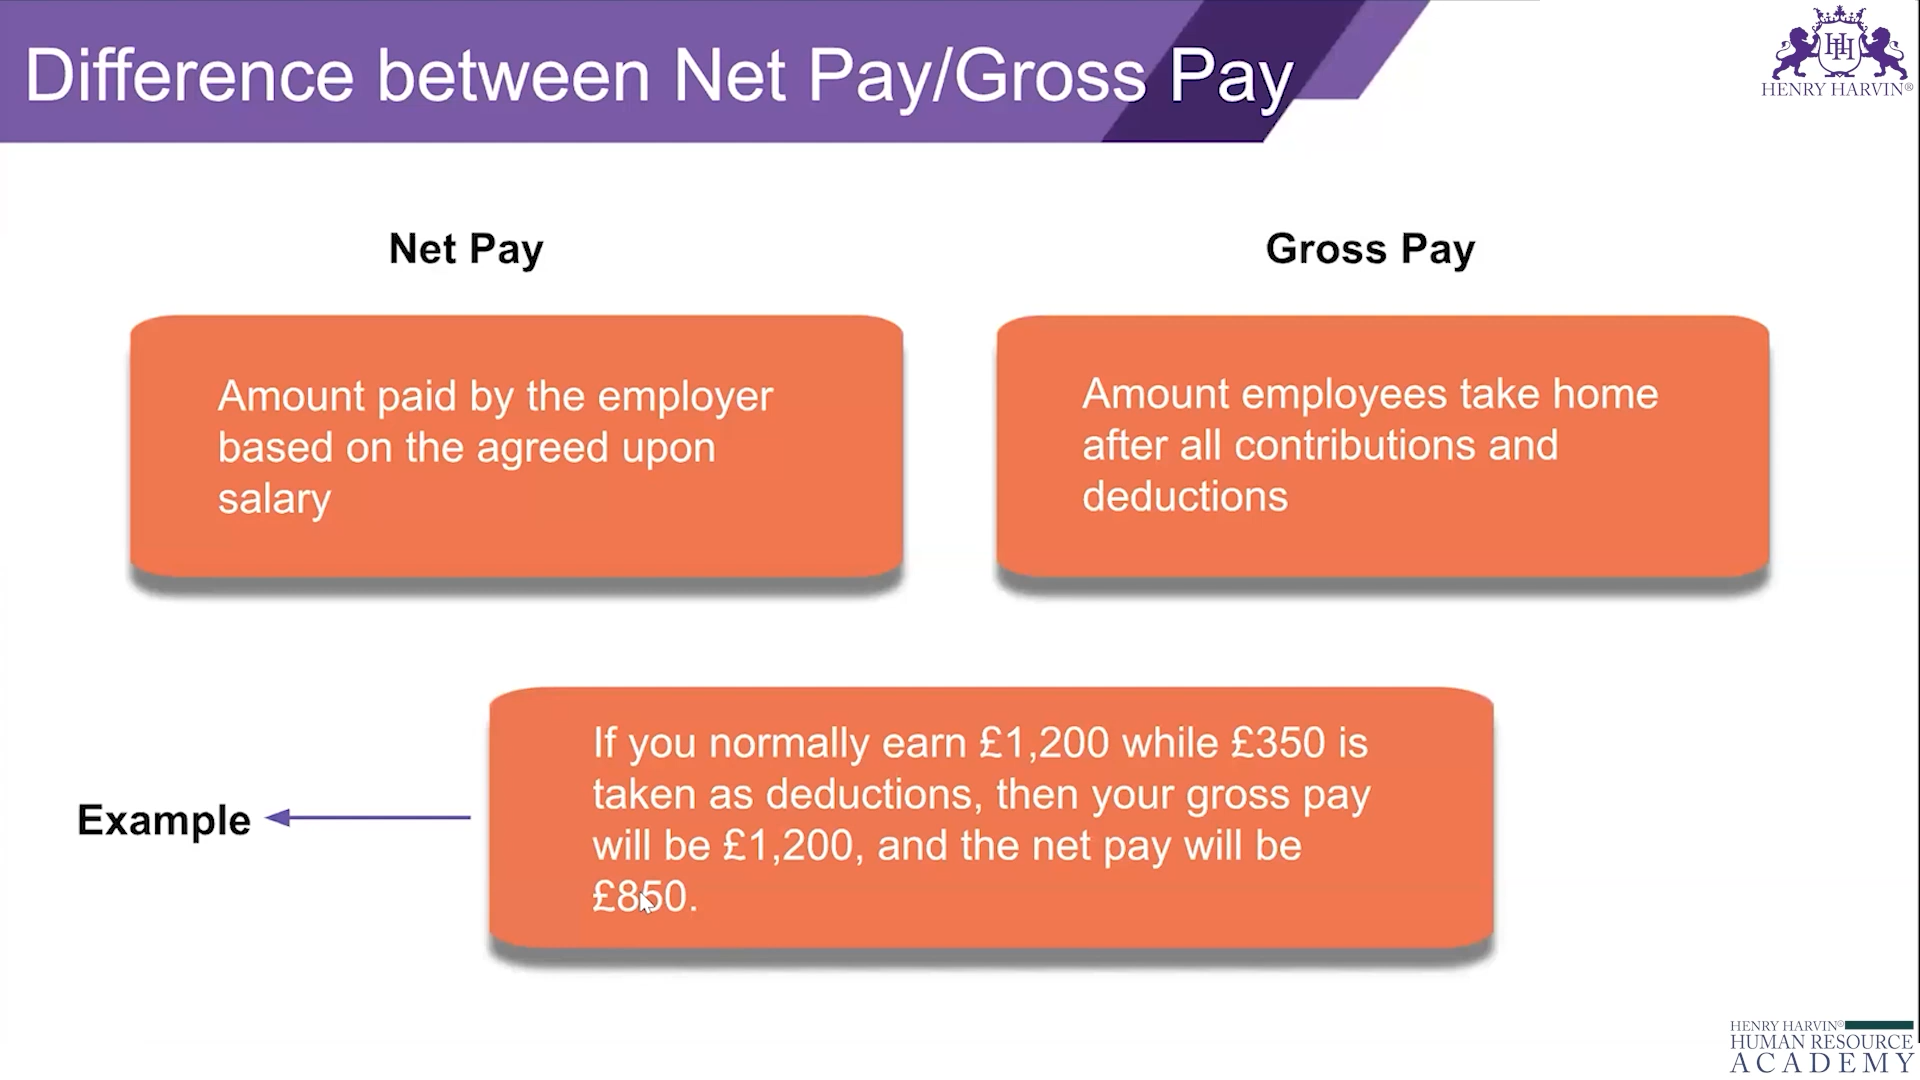 Difference between Net Pay/Gross Pay
HENRY HARVIN®
Net Pay
Gross Pay
Amount paid by the employer
based on the agreed upon
salary
Amount employees take home
after all contributions and
deductions
If you normally earn £1,200 while £350 is
taken as deductions, then your gross pay
will be £1,200, and the net pay will be
£850.
Example
HENRY HARVIN®
HUMAN RESOURCE
ACADEMY